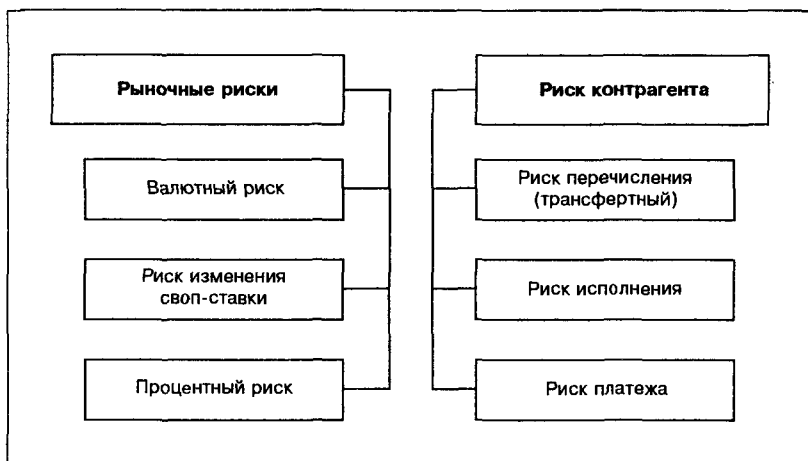 Рыночные риски
Валютный риск
Риск изменения
своп-ставки
Процентный риск
Риск контрагента
Риск перечисления
(трансфертный)
Риск исполнения
Риск платежа